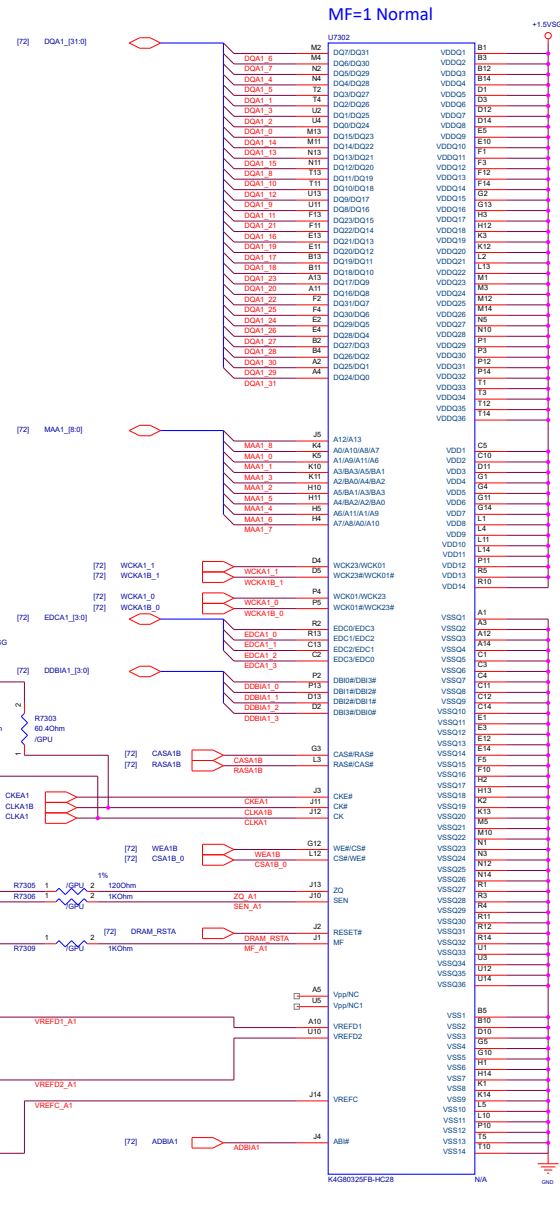 MF=1 Normal
U7302
+1.5VSG
[72] DQA1_[31:0]
DQA1_6 M2 DQ7/DQ31
DQA1_7 M4 DQ6/DQ30
DQA1_4 N2 DQ5/DQ29
DQA1_5 N4 DQ4/DQ28
DQA1_1 T2 DQ3/DQ27
DQA1_3 T4 DQ2/DQ26
DQA1_2 U2 DQ1/DQ25
DQA1_0 U4 DQ0/DQ24
DQA1_14 M13 DQ15/DQ23
DQA1_13 M11 DQ14/DQ22
DQA1_15 N13 DQ13/DQ21
DQA1_8 N11 DQ12/DQ20
DQA1_10 T13 DQ11/DQ19
DQA1_12 T11 DQ10/DQ18
DQA1_9 U13 DQ9/DQ17
DQA1_11 U11 DQ8/DQ16
DQA1_21 F13 DQ23/DQ15
DQA1_16 F11 DQ22/DQ14
DQA1_19 E13 DQ21/DQ13
DQA1_17 E11 DQ20/DQ12
DQA1_18 B13 DQ19/DQ11
DQA1_23 B11 DQ18/DQ10
DQA1_20 A13 DQ17/DQ9
DQA1_22 A11 DQ16/DQ8
DQA1_25 F2 DQ31/DQ7
DQA1_24 F4 DQ30/DQ6
DQA1_26 E2 DQ29/DQ5
DQA1_27 E4 DQ28/DQ4
DQA1_28 B2 DQ27/DQ3
DQA1_30 B4 DQ26/DQ2
DQA1_29 A2 DQ25/DQ1
DQA1_31 A4 DQ24/DQ0
[72] MAA1_[8:0]
MAA1_8 J5 A12/A13
MAA1_0 K4 A0/A10/A8/A7
MAA1_1 K5 A1/A9/A11/A6
MAA1_3 K10 A3/BA3/A5/BA1
MAA1_2 K11 A2/BA0/A4/BA2
MAA1_5 H10 A5/BA1/A3/BA3
MAA1_4 H11 A4/BA2/A2/BA0
MAA1_6 H5 A6/A11/A1/A9
MAA1_7 H4 A7/A8/A0/A10
[72] WCKA1_1 WCKA1_1 D4 WCK23/WCK01
[72] WCKA1B_1 WCKA1B_1 D5 WCK23#/WCK01#
[72] WCKA1_0 WCKA1_0 P4 WCK01/WCK23
[72] WCKA1B_0 WCKA1B_0 P5 WCK01#/WCK23#
[72] EDCA1_[3:0]
EDCA1_0 R2 EDC0/EDC3
EDCA1_1 R13 EDC1/EDC2
EDCA1_2 C13 EDC2/EDC1
EDCA1_3 C2 EDC3/EDC0
[72] DDBIA1_[3:0]
DDBIA1_0 P2 DBI0#/DBI3#
DDBIA1_1 P13 DBI1#/DBI2#
DDBIA1_2 D13 DBI2#/DBI1#
DDBIA1_3 D2 DBI3#/DBI0#
2
R7303
60.4Ohm
/GPU
1
[72] CASA1B CASA1B G3 CAS#/RAS#
[72] RASA1B RASA1B L3 RAS#/CAS#
CKEA1 CKEA1 J3 CKE#
CLKA1B CLKA1B J11 CK#
CLKA1 CLKA1 J12 CK
[72] WEA1B WEA1B G12 WE#/CS#
[72] CSA1B_0 CSA1B_0 L12 CS#/WE#
1%
R7305 1 /GPU 2 120Ohm ZQ_A1 J13 ZQ
R7306 1 /GPU 2 1KOhm SEN_A1 J10 SEN
[72] DRAM_RSTA DRAM_RSTA J2 RESET#
R7309 1 /GPU 2 1KOhm MF_A1 J1 MF
A5 Vpp/NC
U5 Vpp/NC1
VREFD1_A1 A10 VREFD1
VREFD2_A1 U10 VREFD2
VREFC_A1 J14 VREFC
[72] ADBIA1 ADBIA1 J4 ABI#
VDDQ1 B1
VDDQ2 B3
VDDQ3 B12
VDDQ4 B14
VDDQ5 D1
VDDQ6 D3
VDDQ7 D12
VDDQ8 D14
VDDQ9 E5
VDDQ10 E10
VDDQ11 F1
VDDQ12 F3
VDDQ13 F12
VDDQ14 F14
VDDQ15 G2
VDDQ16 G13
VDDQ17 H3
VDDQ18 H12
VDDQ19 K3
VDDQ20 K12
VDDQ21 L2
VDDQ22 L13
VDDQ23 M1
VDDQ24 M3
VDDQ25 M12
VDDQ26 M14
VDDQ27 N5
VDDQ28 N10
VDDQ29 P1
VDDQ30 P3
VDDQ31 P12
VDDQ32 P14
VDDQ33 T1
VDDQ34 T3
VDDQ35 T12
VDDQ36 T14
VDD1 C5
VDD2 C10
VDD3 D11
VDD4 G1
VDD5 G4
VDD6 G11
VDD7 G14
VDD8 L1
VDD9 L4
VDD10 L11
VDD11 L14
VDD12 P11
VDD13 R5
VDD14 R10
VSSQ1 A1
VSSQ2 A3
VSSQ3 A12
VSSQ4 A14
VSSQ5 C1
VSSQ6 C3
VSSQ7 C4
VSSQ8 C11
VSSQ9 C12
VSSQ10 C14
VSSQ11 E1
VSSQ12 E3
VSSQ13 E12
VSSQ14 E14
VSSQ15 F5
VSSQ16 F10
VSSQ17 H2
VSSQ18 H13
VSSQ19 K2
VSSQ20 K13
VSSQ21 M5
VSSQ22 M10
VSSQ23 N1
VSSQ24 N3
VSSQ25 N12
VSSQ26 N14
VSSQ27 R1
VSSQ28 R3
VSSQ29 R4
VSSQ30 R11
VSSQ31 R12
VSSQ32 R14
VSSQ33 U1
VSSQ34 U3
VSSQ35 U12
VSSQ36 U14
VSS1 B5
VSS2 B10
VSS3 D10
VSS4 G5
VSS5 G10
VSS6 H1
VSS7 H14
VSS8 K1
VSS9 K14
VSS10 L5
VSS11 L10
VSS12 P10
VSS13 T5
VSS14 T10
K4G80325FB-HC28
N/A
GND